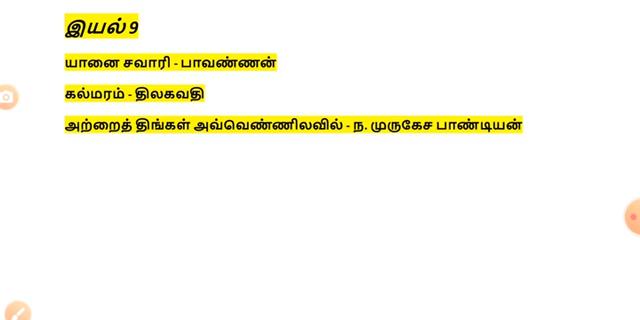 இயல் 9
யானை சவாரி - பாவண்ணன்
கல்மரம் - திலகவதி
அற்றைத் திங்கள் அவ்வெண்ணிலவில் - ந. முருகேச பாண்டியன்